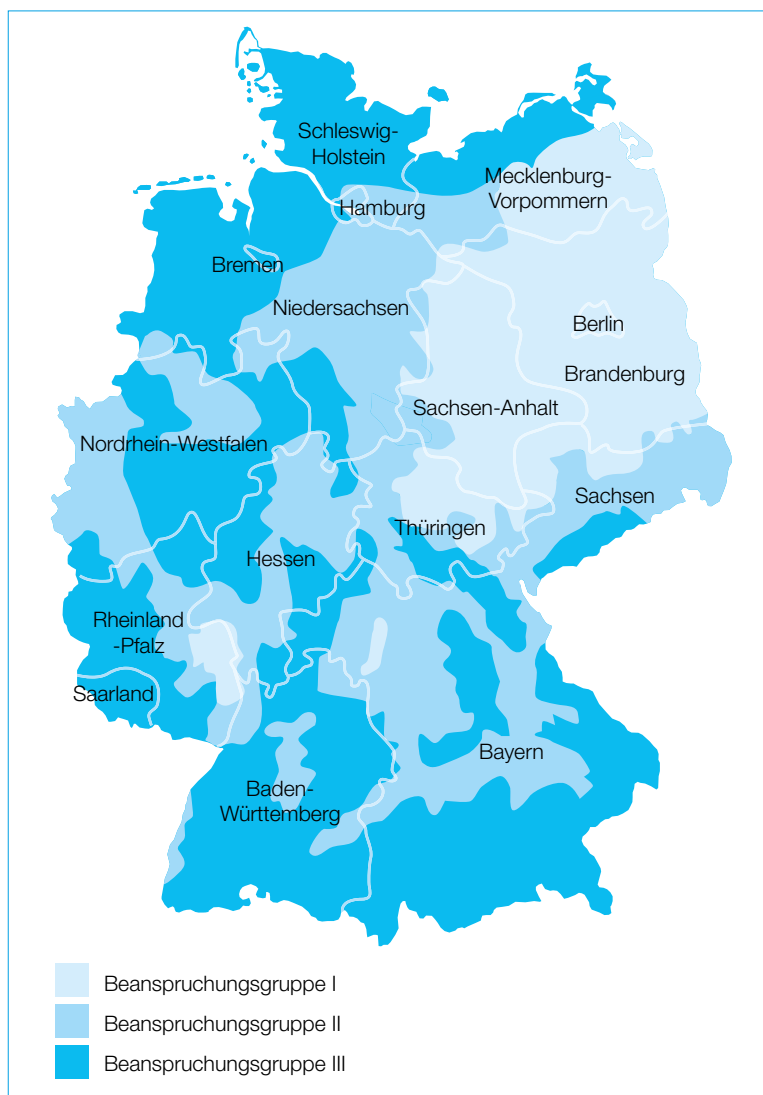 Schleswig-
Holstein
Mecklenburg-
Vorpommern
Hamburg
Bremen
Niedersachsen
Berlin
Brandenburg
Sachsen-Anhalt
Nordrhein-Westfalen
Sachsen
Thüringen
Hessen
Rheinland
-Pfalz
Saarland
Bayern
Baden-
Württemberg
Beanspruchungsgruppe I
Beanspruchungsgruppe II
Beanspruchungsgruppe III